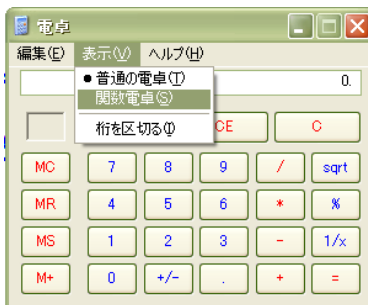 電卓
編集(E) 表示(V) ヘルプ(H)
● 普通の電卓(T)
0.
関数電卓(S)
桁を区切る(I)
CE C
MC 7 8 9 / sqrt
MR 4 5 6 * %
MS 1 2 3 - 1/x
M+ 0 +/- . + =